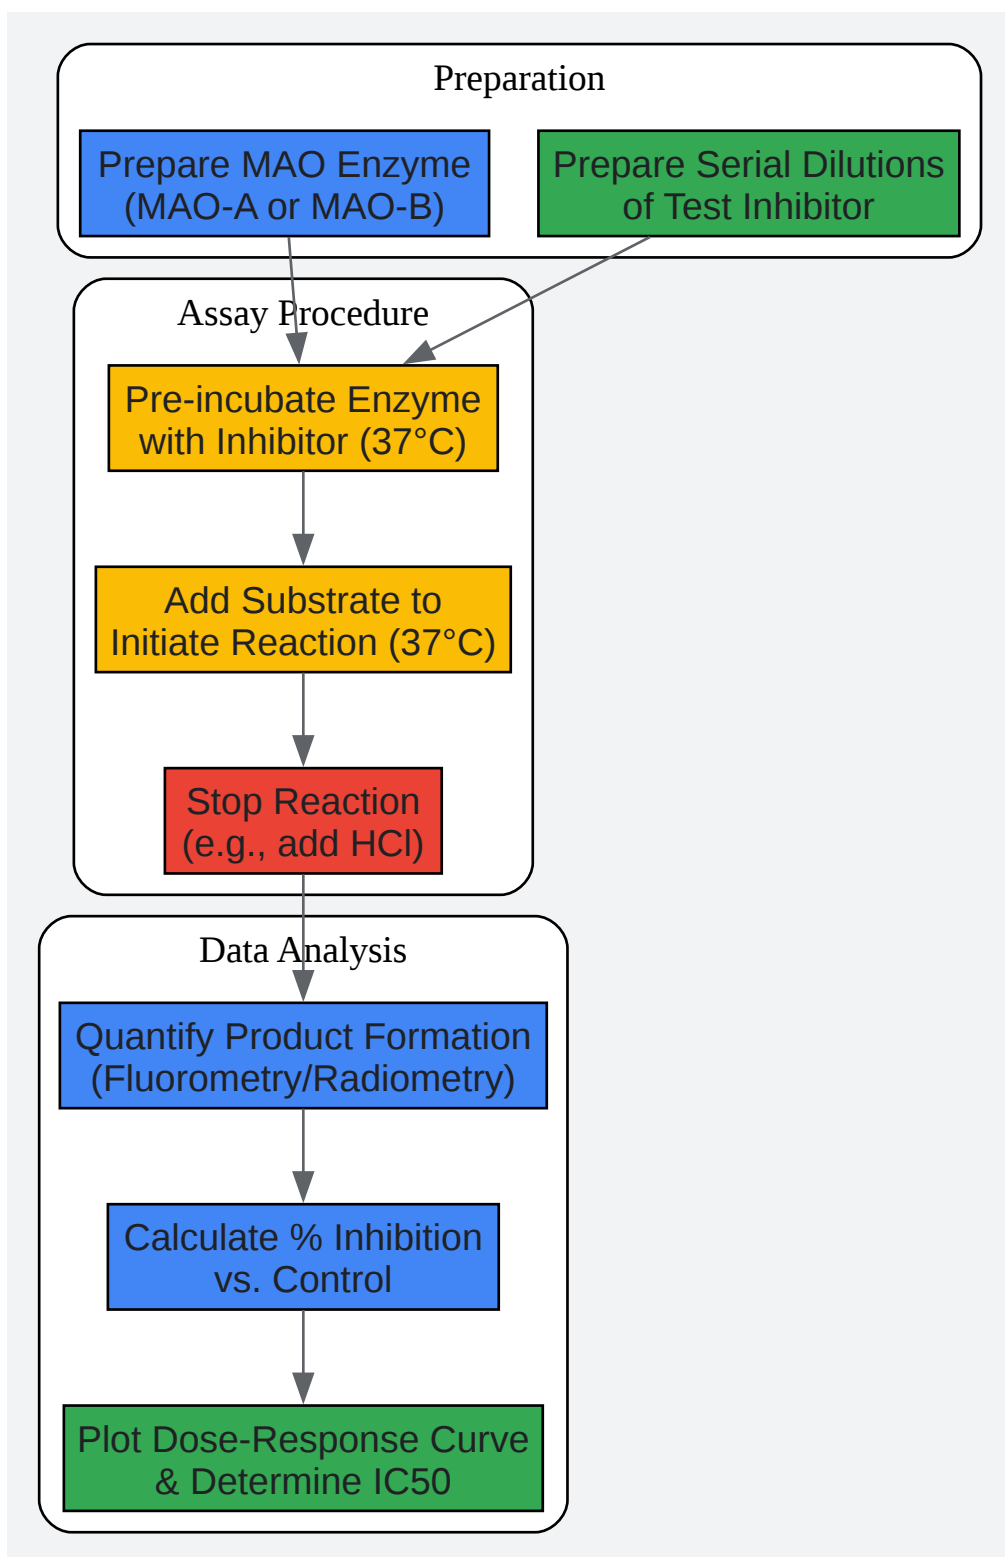 Preparation
Prepare MAO Enzyme
(MAO-A or MAO-B)
Prepare Serial Dilutions
of Test Inhibitor
Assay Procedure
Pre-incubate Enzyme
with Inhibitor (37°C)
Add Substrate to
Initiate Reaction (37°C)
Stop Reaction
(e.g., add HCl)
Data Analysis
Quantify Product Formation
(Fluorometry/Radiometry)
Calculate % Inhibition
vs. Control
Plot Dose-Response Curve
& Determine IC50